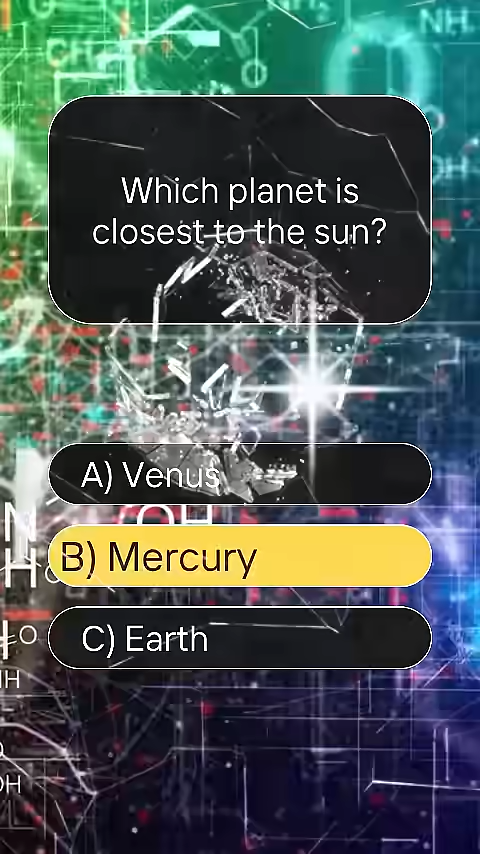 Which planet is
closest to the sun?
A) Venus
B) Mercury
C) Earth